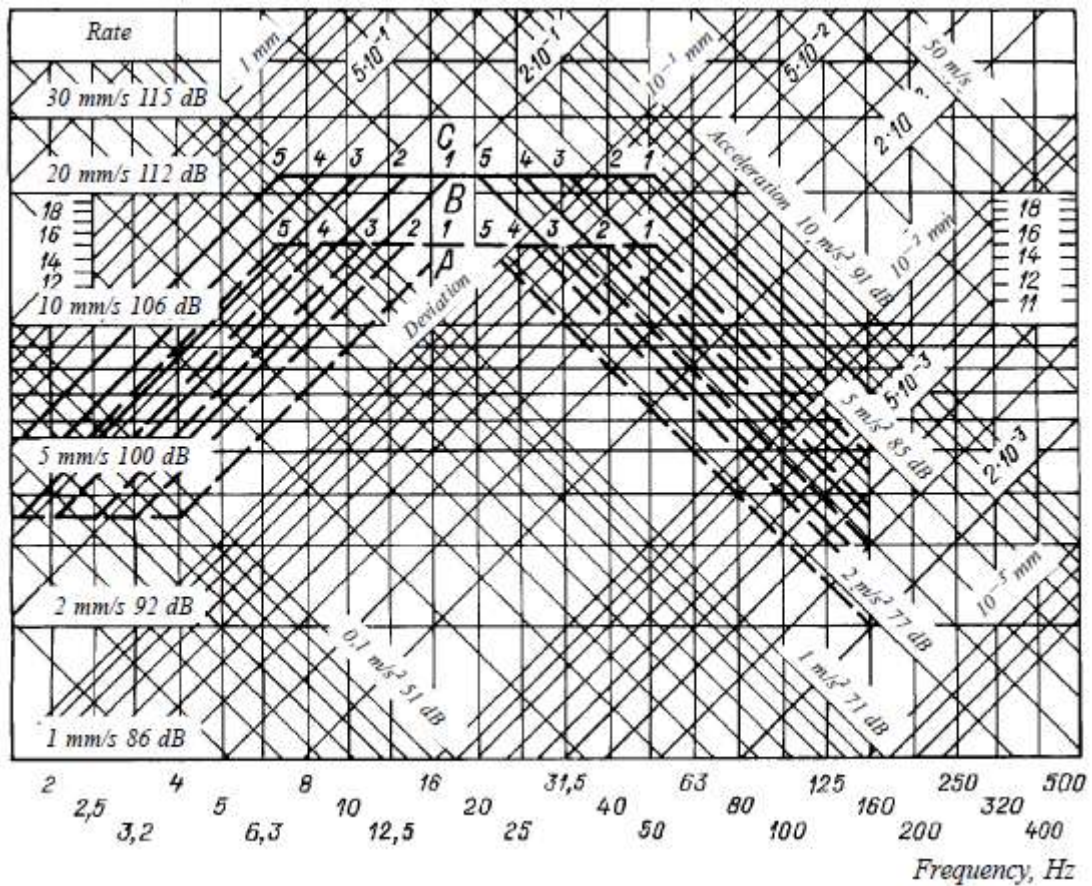 Rate
1 mm
5·10⁻¹
2·10⁻¹
10⁻¹ mm
5·10⁻²
50 m/s
2·10
30 mm/s 115 dB
20 mm/s 112 dB
C
5 4 3 2 1 5 4 3 2 1
B
5 4 3 2 1 5 4 3 2 1
A
18
16
14
12
10 mm/s 106 dB
Deviation
Acceleration 10 m/s² 91 dB
10⁻² mm
18
16
14
12
11
5·10⁻³
5 m/s² 85 dB
2·10⁻³
5 mm/s 100 dB
2 mm/s 92 dB
0,1 m/s² 51 dB
2 m/s² 77 dB
1 m/s² 71 dB
10⁻⁵ mm
1 mm/s 86 dB
2 4 8 16 31,5 63 125 250 500
2,5 5 10 20 40 80 160 320
3,2 6,3 12,5 25 50 100 200 400
Frequency, Hz